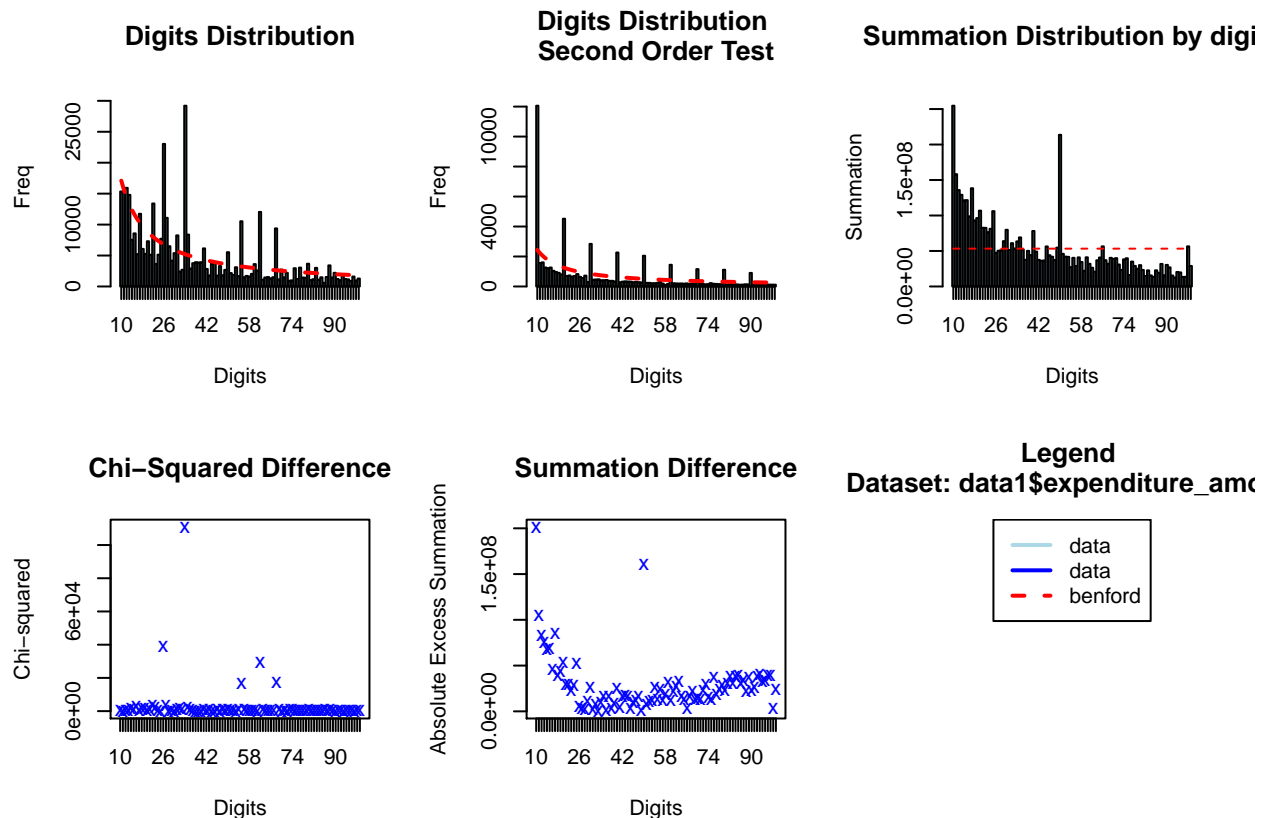 Digits Distribution
Freq
0
10000
25000
10 26 42 58 74 90
Digits
Digits Distribution
Second Order Test
Freq
0
4000
10000
10 26 42 58 74 90
Digits
Summation Distribution by digi
Summation
0.0e+00
1.5e+08
10 26 42 58 74 90
Digits
Chi−Squared Difference
Chi−squared
0e+00
6e+04
10 26 42 58 74 90
Digits
Summation Difference
Absolute Excess Summation
0.0e+00
1.5e+08
10 26 42 58 74 90
Digits
Legend
Dataset: data1$expenditure_amo
data
data
benford